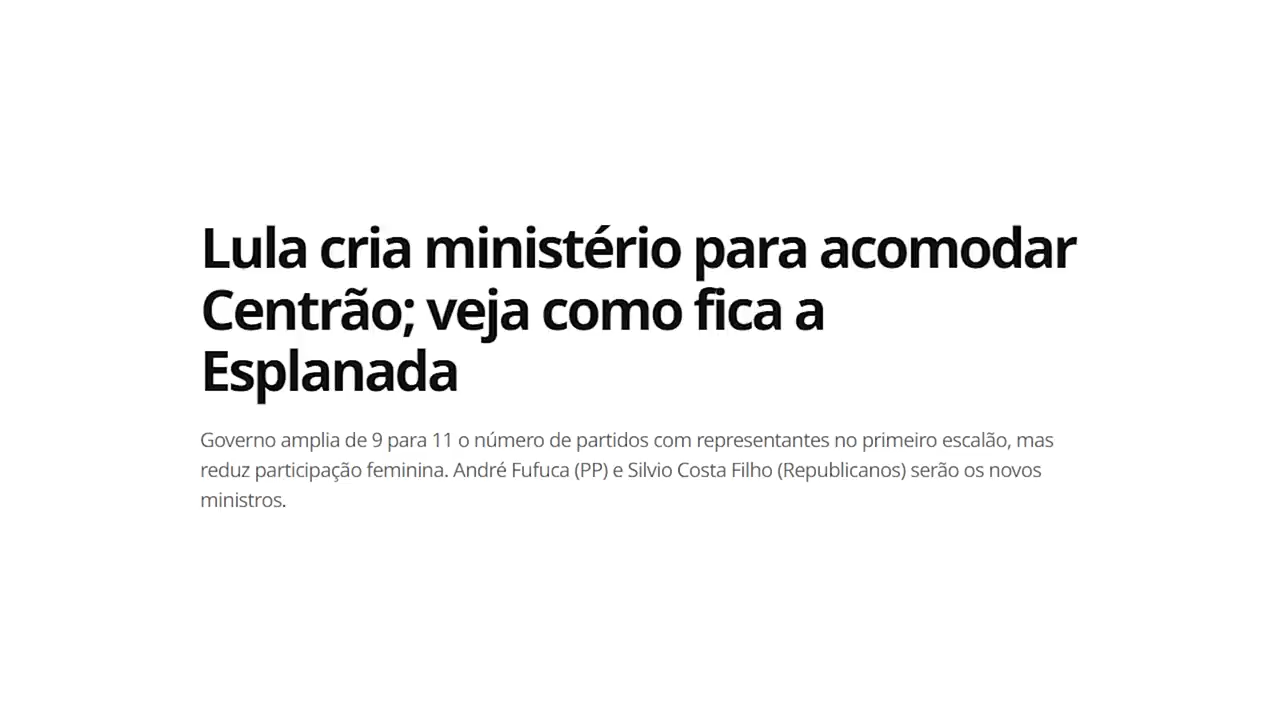 Lula cria ministério para acomodar
Centrão; veja como fica a
Esplanada
Governo amplia de 9 para 11 o número de partidos com representantes no primeiro escalão, mas
reduz participação feminina. André Fufuca (PP) e Silvio Costa Filho (Republicanos) serão os novos
ministros.